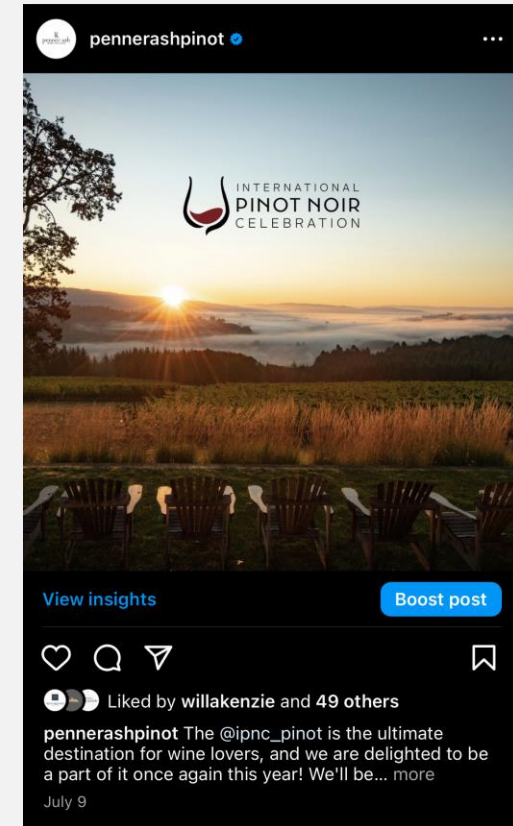 pennerashpinot
INTERNATIONAL
PINOT NOIR
CELEBRATION
View insights
Boost post
Liked by willakenzie and 49 others
pennerashpinot The @ipnc_pinot is the ultimate
destination for wine lovers, and we are delighted to be
a part of it once again this year! We'll be... more
July 9